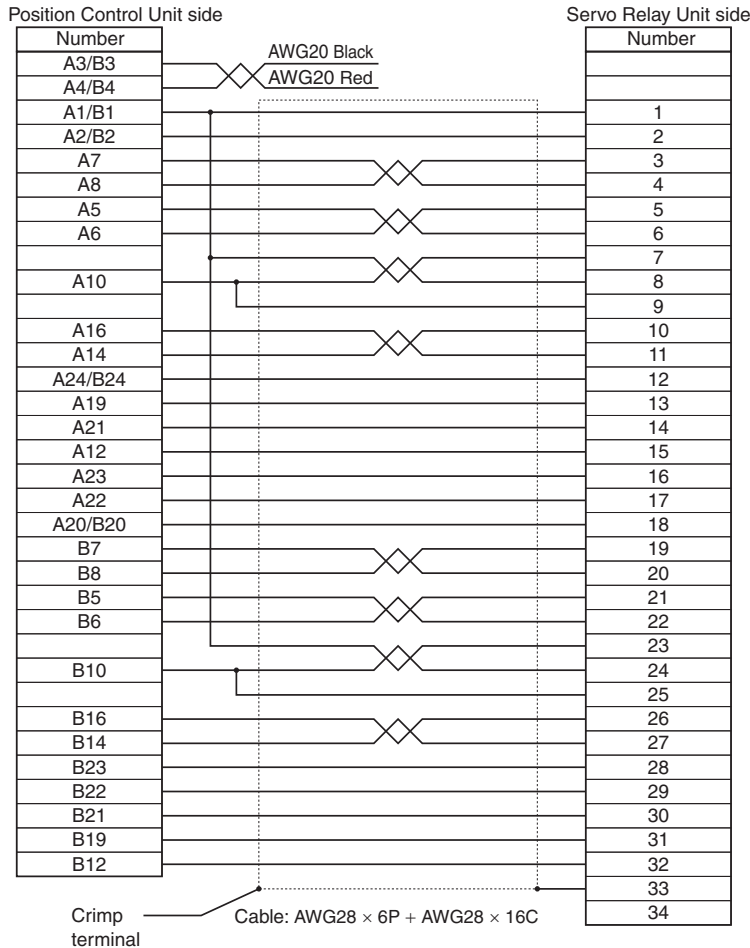 Position Control Unit side
Servo Relay Unit side
Number
Number
A3/B3
AWG20 Black
A4/B4
AWG20 Red
A1/B1 1
A2/B2 2
A7 3
A8 4
A5 5
A6 6
7
A10 8
9
A16 10
A14 11
A24/B24 12
A19 13
A21 14
A12 15
A23 16
A22 17
A20/B20 18
B7 19
B8 20
B5 21
B6 22
23
B10 24
25
B16 26
B14 27
B23 28
B22 29
B21 30
B19 31
B12 32
33
34
Crimp
terminal
Cable: AWG28 × 6P + AWG28 × 16C